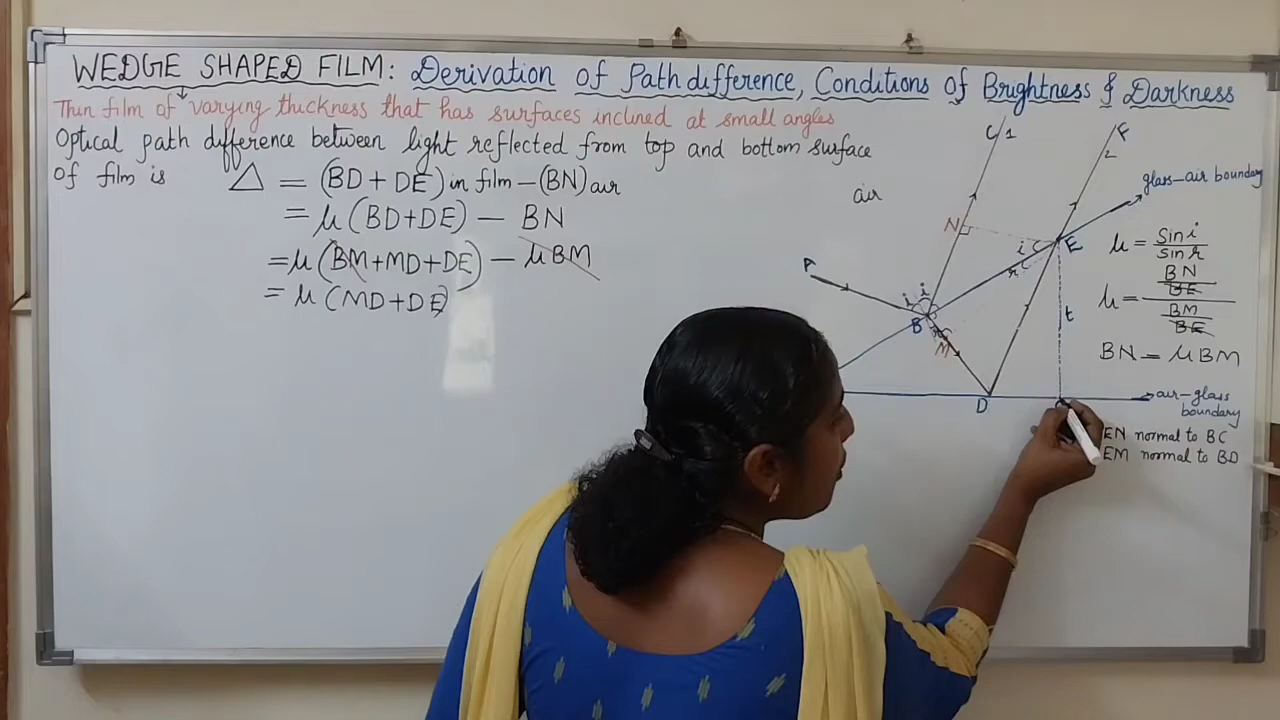 WEDGE SHAPED FILM: Derivation of Path difference, Conditions of Brightness & Darkness
Thin film of varying thickness that has surfaces inclined at small angles
Optical path difference between light reflected from top and bottom surface
of film is Δ = (BD+DE) in film - (BN) air
= μ(BD+DE) - BN
= μ(BM+MD+DE) - μBM
= μ(MD+DE)
air
C 1
F
2
glass-air boundary
N
i
E
r
A
i i
B
M
t
D
air-glass
boundary
μ = Sin i / Sin r
μ = BN/BE / BM/BE
BN = μBM
EN normal to BC
EM normal to BD